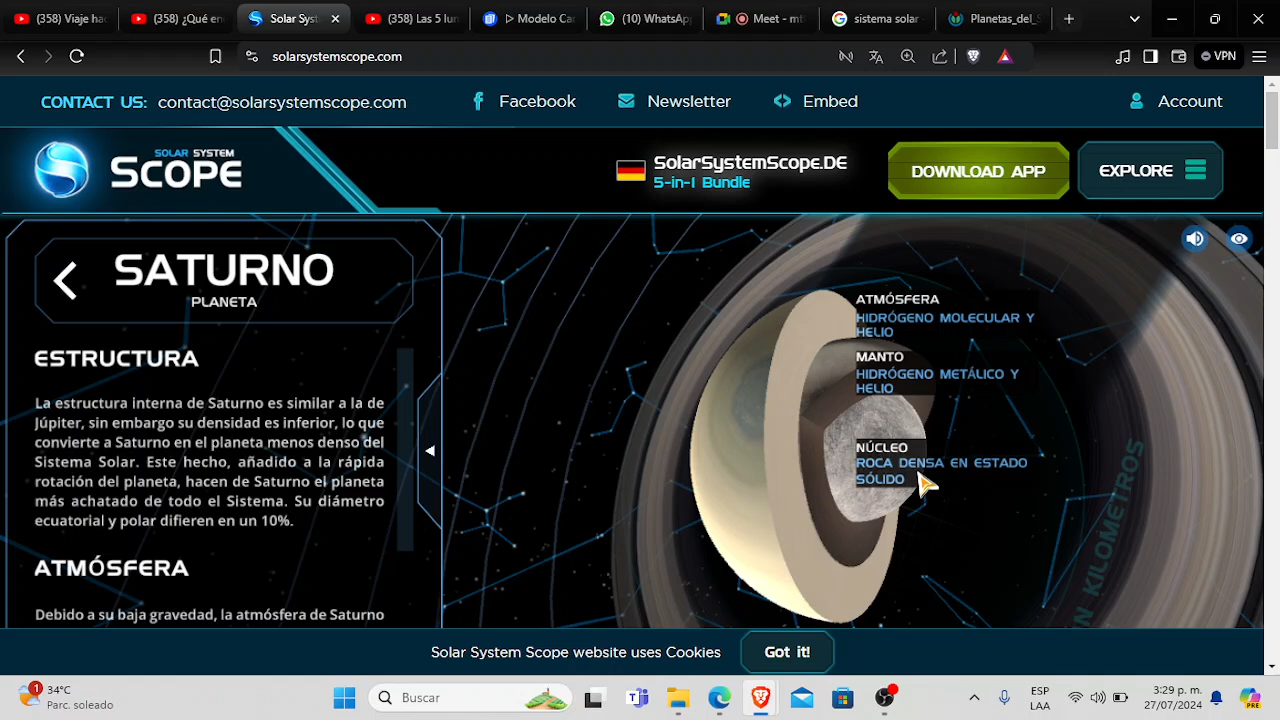 (358) Viaje hac
(358) ¿Qué en
Solar Syst
(358) Las 5 lun
Modelo Car
(10) WhatsApp
Meet - mt
sistema solar
Planetas_del_S
solarsystemscope.com
VPN
CONTACT US: contact@solarsystemscope.com
Facebook
Newsletter
Embed
Account
SOLAR SYSTEM
SCOPE
SolarSystemScope.DE
5-in-1 Bundle
DOWNLOAD APP
EXPLORE
SATURNO
PLANETA
ESTRUCTURA
La estructura interna de Saturno es similar a la de
Júpiter, sin embargo su densidad es inferior, lo que
convierte a Saturno en el planeta menos denso del
Sistema Solar. Este hecho, añadido a la rápida
rotación del planeta, hacen de Saturno el planeta
más achatado de todo el Sistema. Su diámetro
ecuatorial y polar difieren en un 10%.
ATMÓSFERA
Debido a su baja gravedad, la atmósfera de Saturno
ATMÓSFERA
HIDRÓGENO MOLECULAR Y
HELIO
MANTO
HIDRÓGENO METÁLICO Y
HELIO
NÚCLEO
ROCA DENSA EN ESTADO
SÓLIDO
N KILOMETROS
Solar System Scope website uses Cookies
Got it!
1
34°C
Parc. soleado
Buscar
ESP
LAA
3:29 p. m.
27/07/2024
PRE